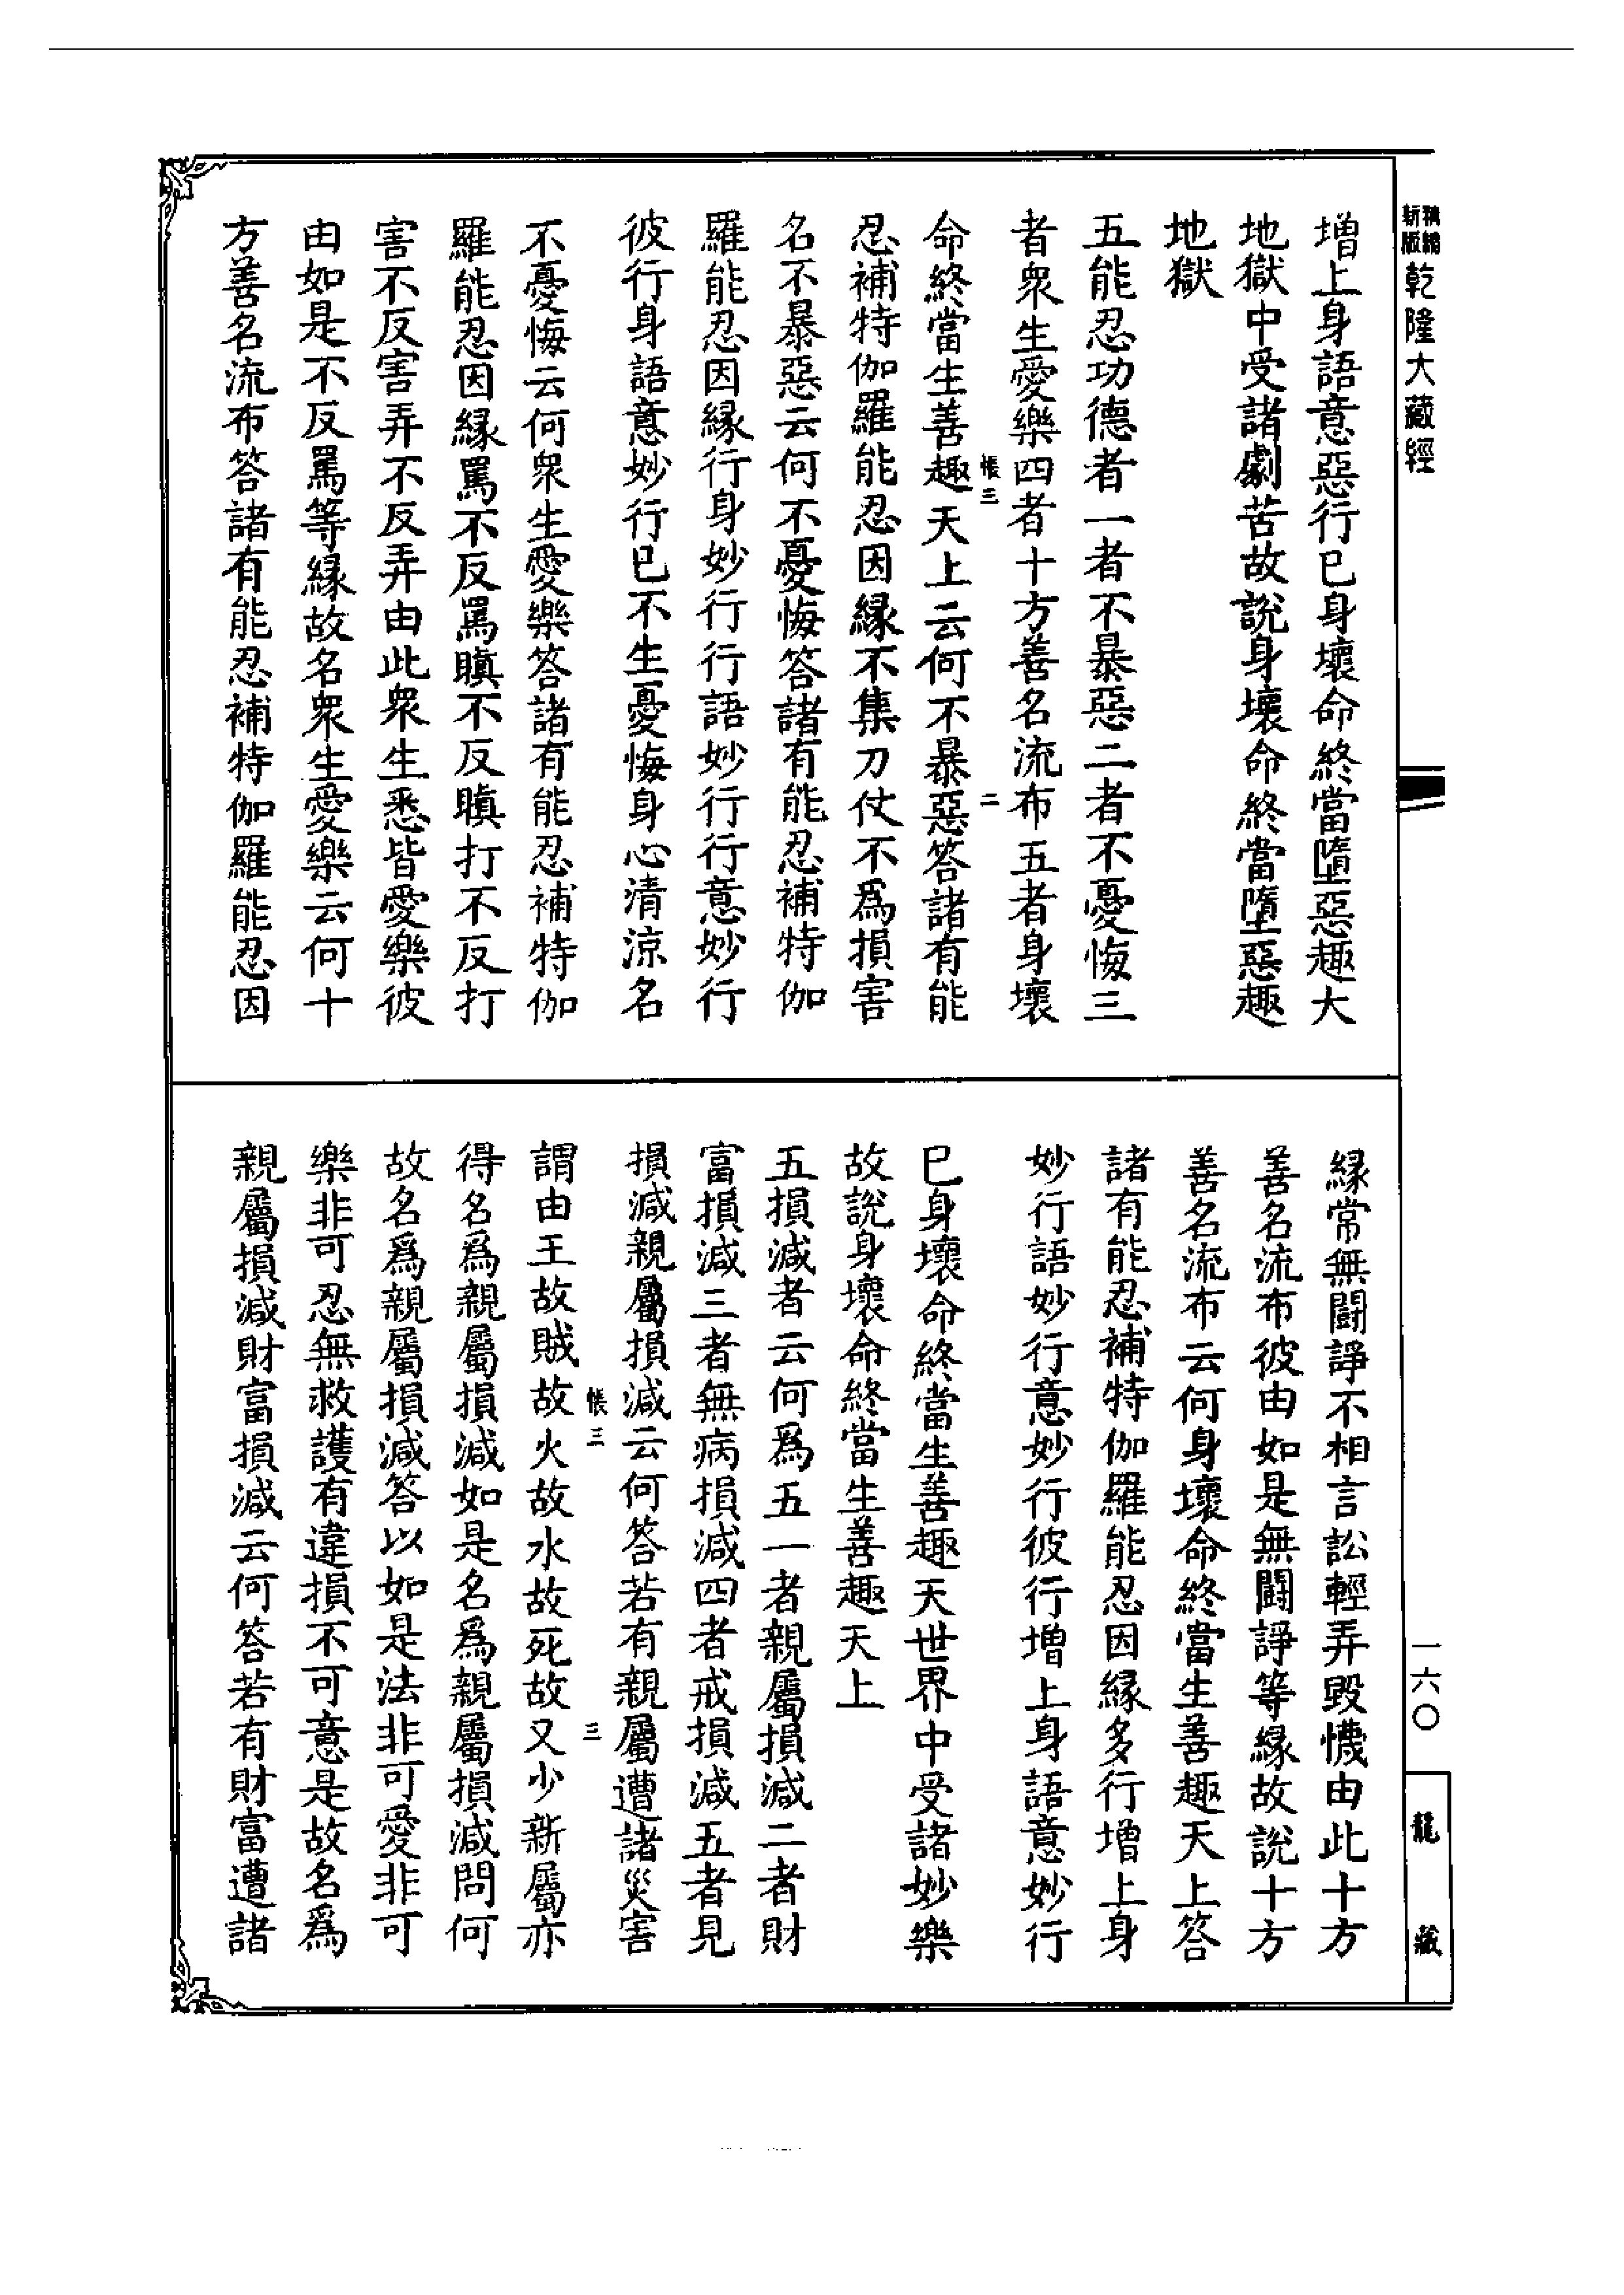 乾隆大藏經
增上身語意惡行已身壞命終當墮惡趣大
地獄中受諸劇苦故說身壞命終當墮惡趣
地獄
五能忍功德者一者不暴惡二者不憂悔三
者眾生愛樂四者十方善名流布五者身壞
帳三
二
命終當生善趣天上云何不暴惡答諸有能
忍補特伽羅能忍因緣不集刀仗不為損害
名不暴惡云何不憂悔答諸有能忍補特伽
羅能忍因緣行身妙行行語妙行行意妙行
彼行身語意妙行已不生憂悔身心清涼名
不憂悔云何眾生愛樂答諸有能忍補特伽
羅能忍因緣罵不反罵瞋不反瞋打不反打
害不反害弄不反弄由此眾生悉皆愛樂彼
由如是不反罵等緣故名眾生愛樂云何十
方善名流布答諸有能忍補特伽羅能忍因
緣常無鬪諍不相言訟輕弄毀懱由此十方
善名流布彼由如是無鬪諍等緣故說十方
善名流布云何身壞命終當生善趣天上答
諸有能忍補特伽羅能忍因緣多行增上身
妙行語妙行意妙行彼行增上身語意妙行
已身壞命終當生善趣天世界中受諸妙樂
故說身壞命終當生善趣天上
五損減者云何為五一者親屬損減二者財
富損減三者無病損減四者戒損減五者見
損減親屬損減云何答若有親屬遭諸災害
帳三
三
謂由王故賊故火故水故死故又少新屬亦
得名為親屬損減如是名為親屬損減問何
故名為親屬損減答以如是法非可愛非可
樂非可忍無救護有違損不可意是故名為
親屬損減財富損減云何答若有財富遭諸
一六〇
龍藏